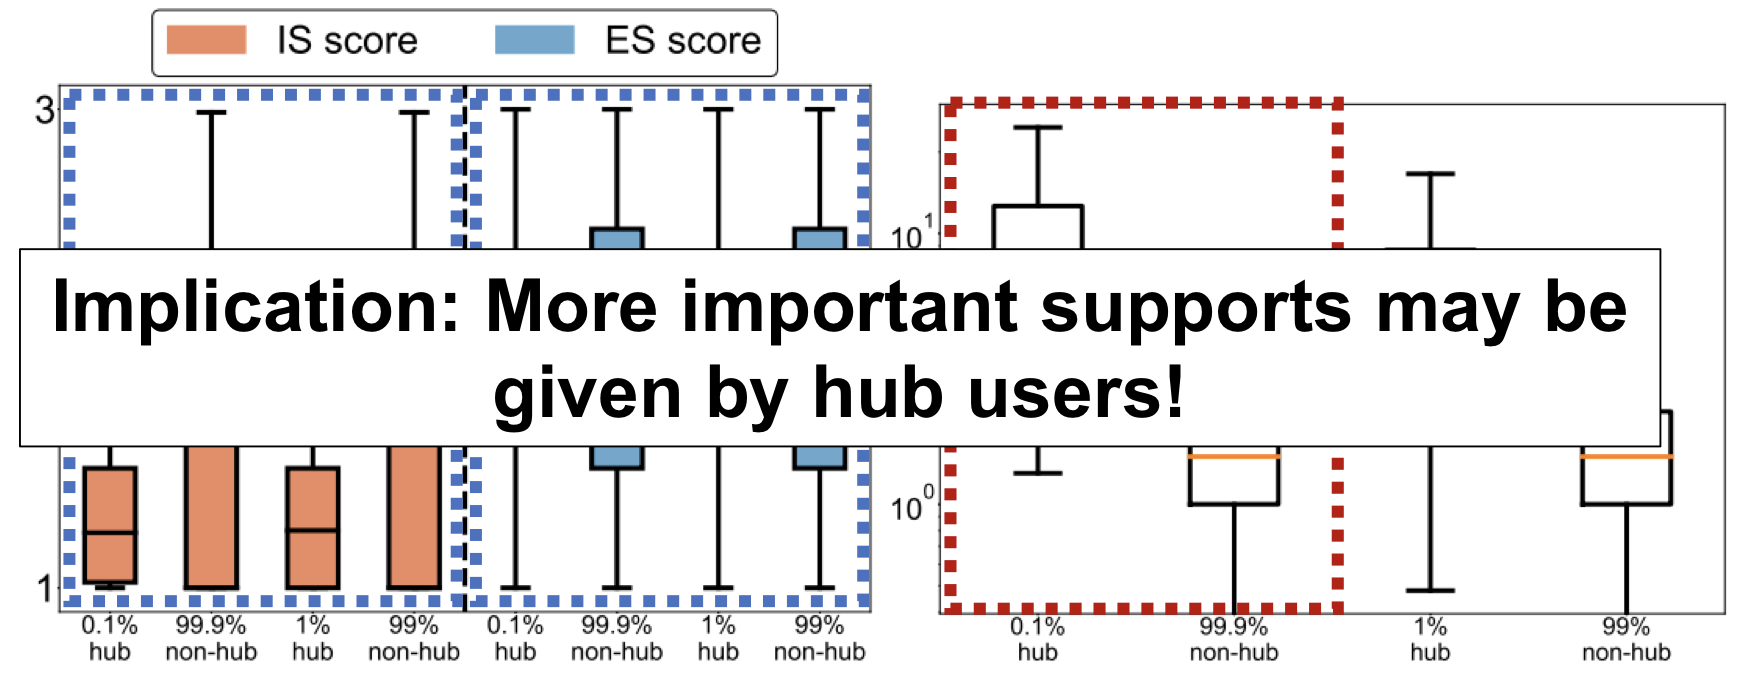 IS score
ES score
3
1
10^1
10^0
Implication: More important supports may be
given by hub users!
0.1%
hub
99.9%
non-hub
1%
hub
99%
non-hub
0.1%
hub
99.9%
non-hub
1%
hub
99%
non-hub
0.1%
hub
99.9%
non-hub
1%
hub
99%
non-hub